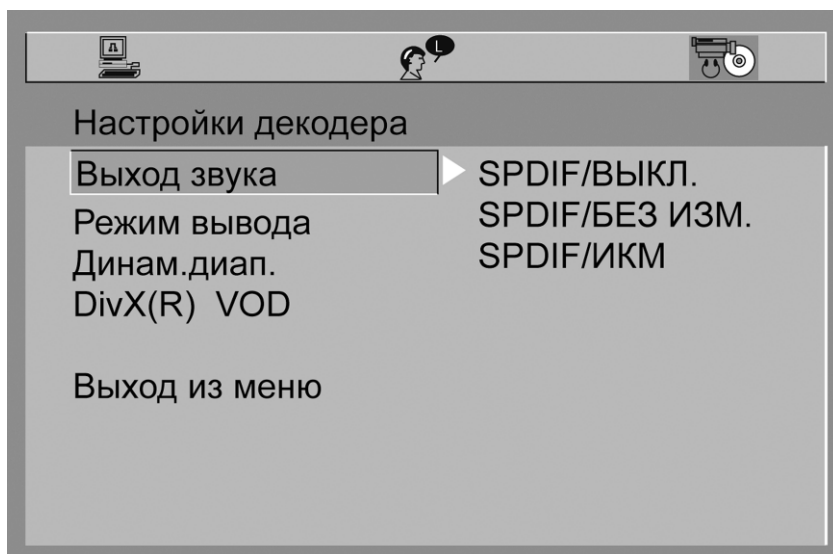 L
Настройки декодера
Выход звука
SPDIF/ВЫКЛ.
Режим вывода
SPDIF/БЕЗ ИЗМ.
Динам.диап.
SPDIF/ИКМ
DivX(R) VOD
Выход из меню